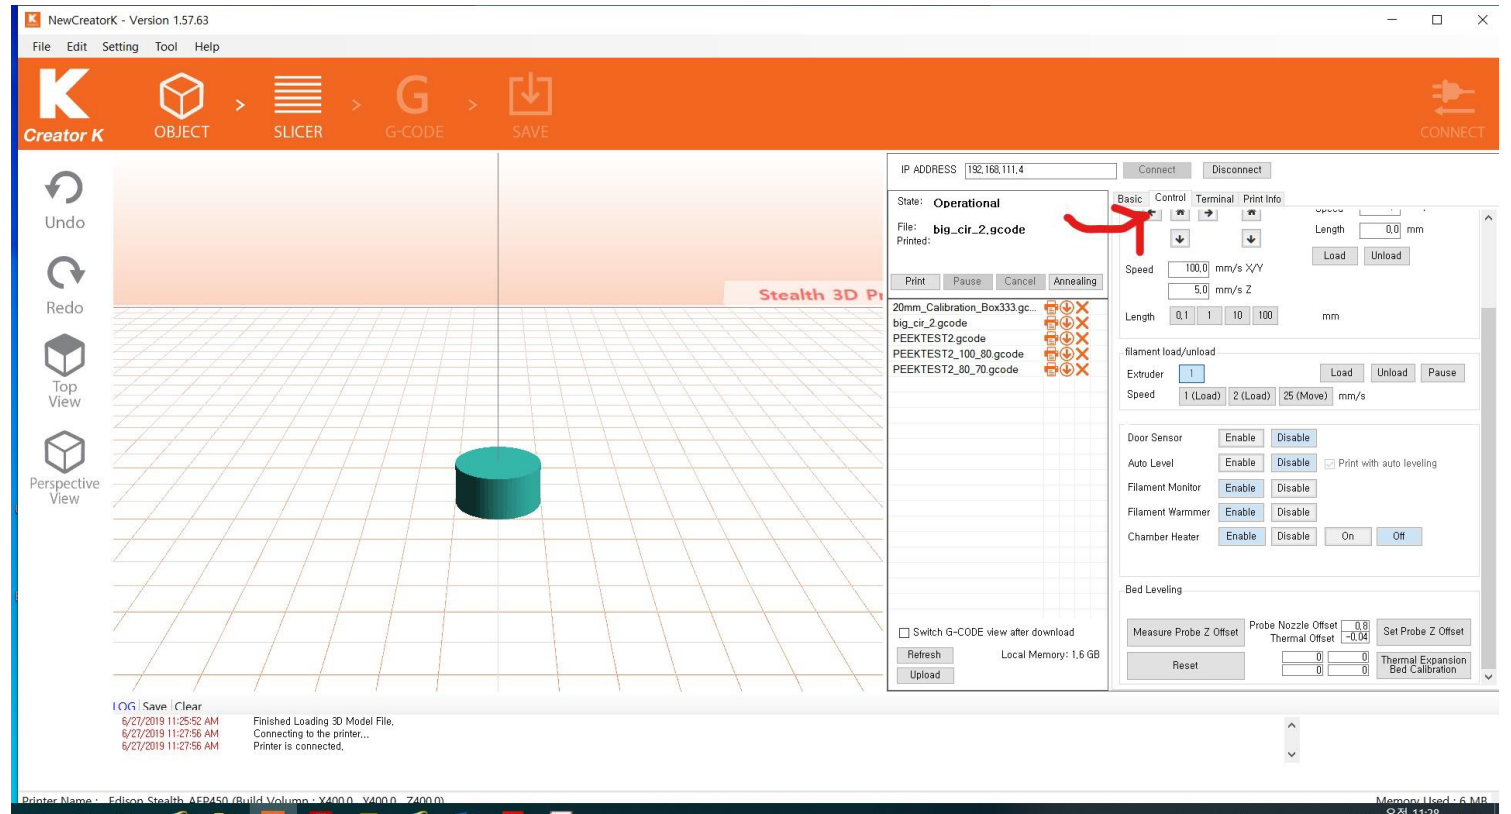 NewCreatorK - Version 1.57.63
File Edit Setting Tool Help
K
Creator K
OBJECT > SLICER > G-CODE > SAVE
G
CONNECT
Undo
Redo
Top
View
Perspective
View
Stealth 3D
IP ADDRESS 192,168,111,4 Connect Disconnect
State: Operational
File: big_cir_2,gcode
Printed:
Print Pause Cancel Annealing
20mm_Calibration_Box333.gc...
big_cir_2.gcode
PEEKTEST2.gcode
PEEKTEST2_100_80.gcode
PEEKTEST2_80_70.gcode
Switch G-CODE view after download
Refresh Local Memory: 1,6 GB
Upload
Basic Control Terminal Print Info
Length 0,0 mm
Load Unload
Speed 100,0 mm/s X/Y
5,0 mm/s Z
Length 0,1 1 10 100 mm
filament load/unload
Extruder 1 Load Unload Pause
Speed 1 (Load) 2 (Load) 25 (Move) mm/s
Door Sensor Enable Disable
Auto Level Enable Disable Print with auto leveling
Filament Monitor Enable Disable
Filament Warmmer Enable Disable
Chamber Heater Enable Disable On Off
Bed Leveling
Measure Probe Z Offset Probe Nozzle Offset 0,8 Set Probe Z Offset
Thermal Offset -0,04
Reset 0 0 Thermal Expansion
0 0 Bed Calibration
LOG Save Clear
6/27/2019 11:25:52 AM Finished Loading 3D Model File,
6/27/2019 11:27:56 AM Connecting to the printer...
6/27/2019 11:27:56 AM Printer is connected,
Printer Name : Edison Stealth AEP450 (Build Volumn : X400.0 Y400.0 Z400.0)
Memory Used : 6 MB
오전 11:28